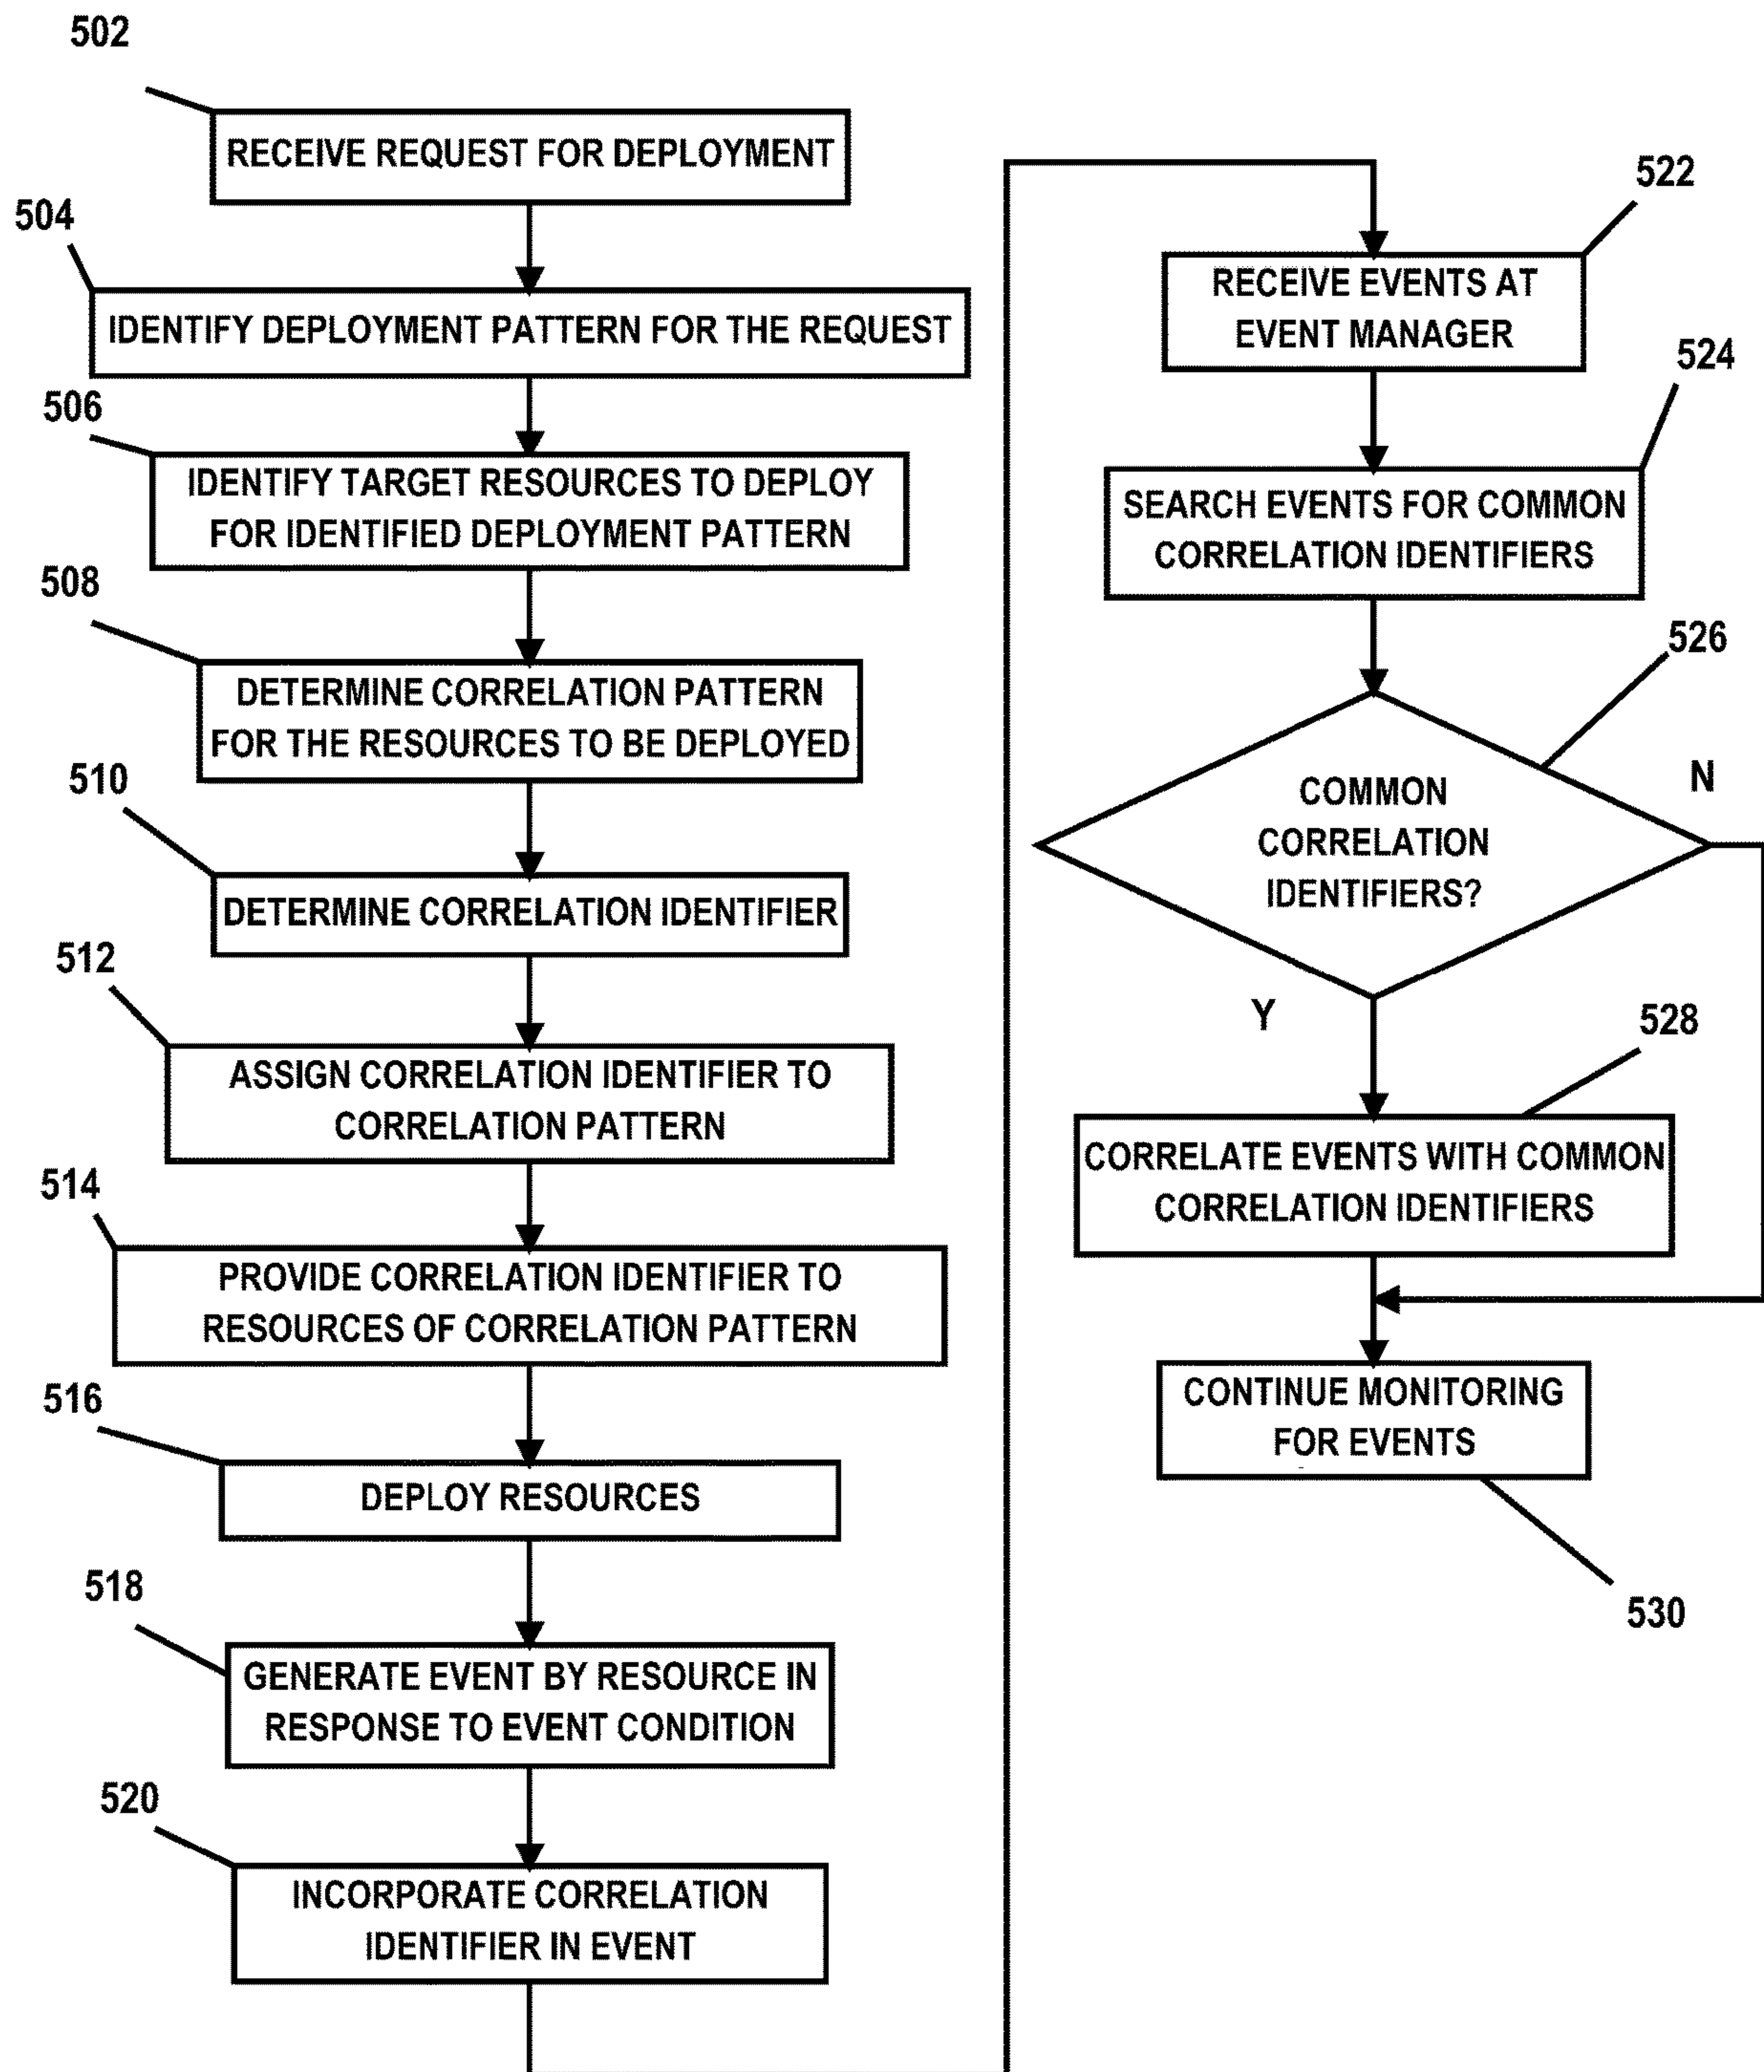 502
RECEIVE REQUEST FOR DEPLOYMENT
504
IDENTIFY DEPLOYMENT PATTERN FOR THE REQUEST
506
IDENTIFY TARGET RESOURCES TO DEPLOY
FOR IDENTIFIED DEPLOYMENT PATTERN
508
DETERMINE CORRELATION PATTERN
FOR THE RESOURCES TO BE DEPLOYED
510
DETERMINE CORRELATION IDENTIFIER
512
ASSIGN CORRELATION IDENTIFIER TO
CORRELATION PATTERN
514
PROVIDE CORRELATION IDENTIFIER TO
RESOURCES OF CORRELATION PATTERN
516
DEPLOY RESOURCES
518
GENERATE EVENT BY RESOURCE IN
RESPONSE TO EVENT CONDITION
520
INCORPORATE CORRELATION
IDENTIFIER IN EVENT
522
RECEIVE EVENTS AT
EVENT MANAGER
524
SEARCH EVENTS FOR COMMON
CORRELATION IDENTIFIERS
526
COMMON
CORRELATION
IDENTIFIERS?
N
Y
528
CORRELATE EVENTS WITH COMMON
CORRELATION IDENTIFIERS
CONTINUE MONITORING
FOR EVENTS
530